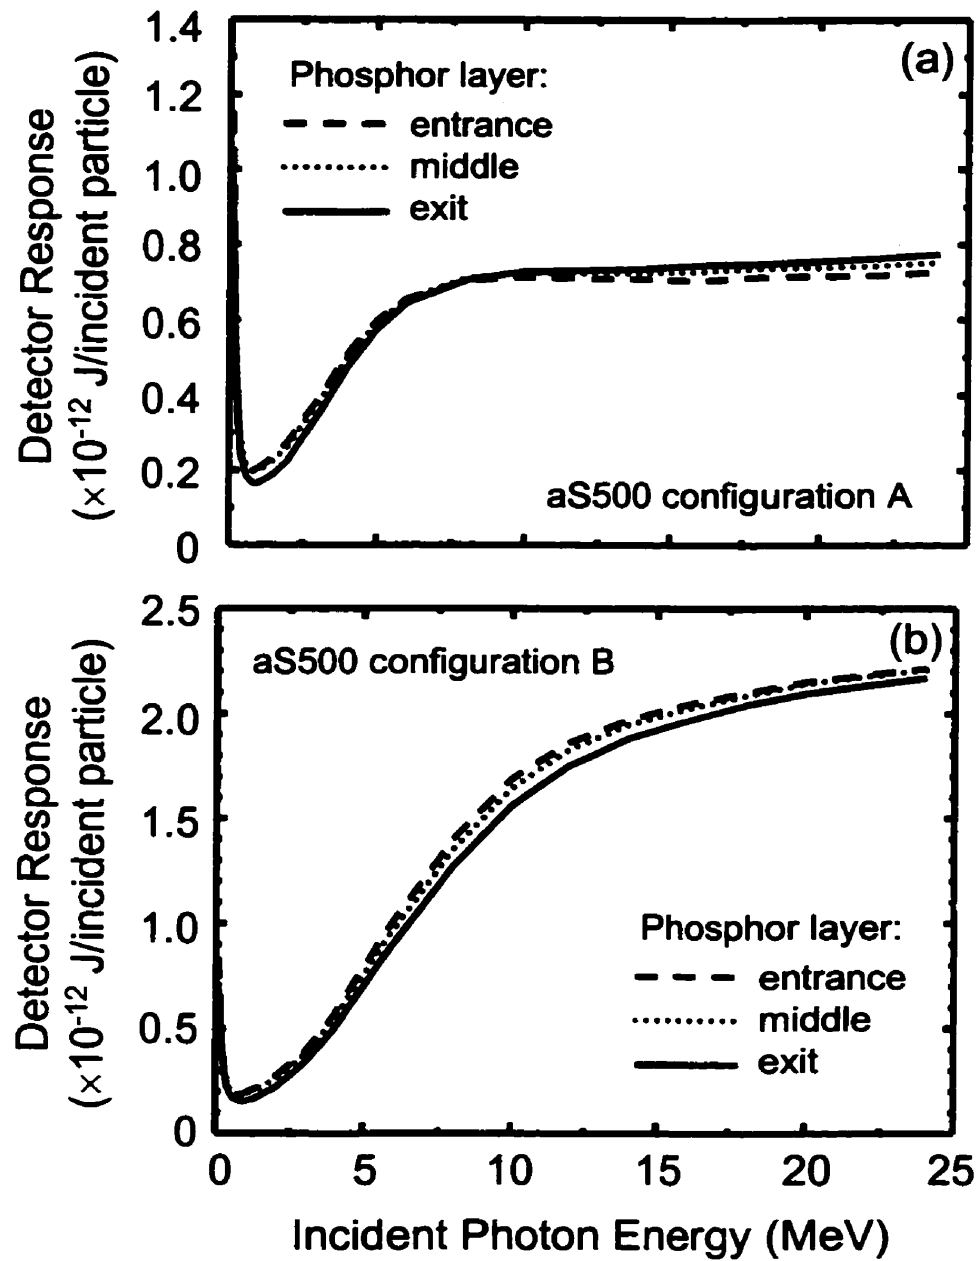 1.4
1.2
1.0
0.8
0.6
0.4
0.2
0
Detector Response
(×10⁻¹² J/incident particle)
(a)
Phosphor layer:
entrance
middle
exit
aS500 configuration A
2.5
2.0
1.5
1.0
0.5
0
Detector Response
(×10⁻¹² J/incident particle)
(b)
aS500 configuration B
Phosphor layer:
entrance
middle
exit
0 5 10 15 20 25
Incident Photon Energy (MeV)